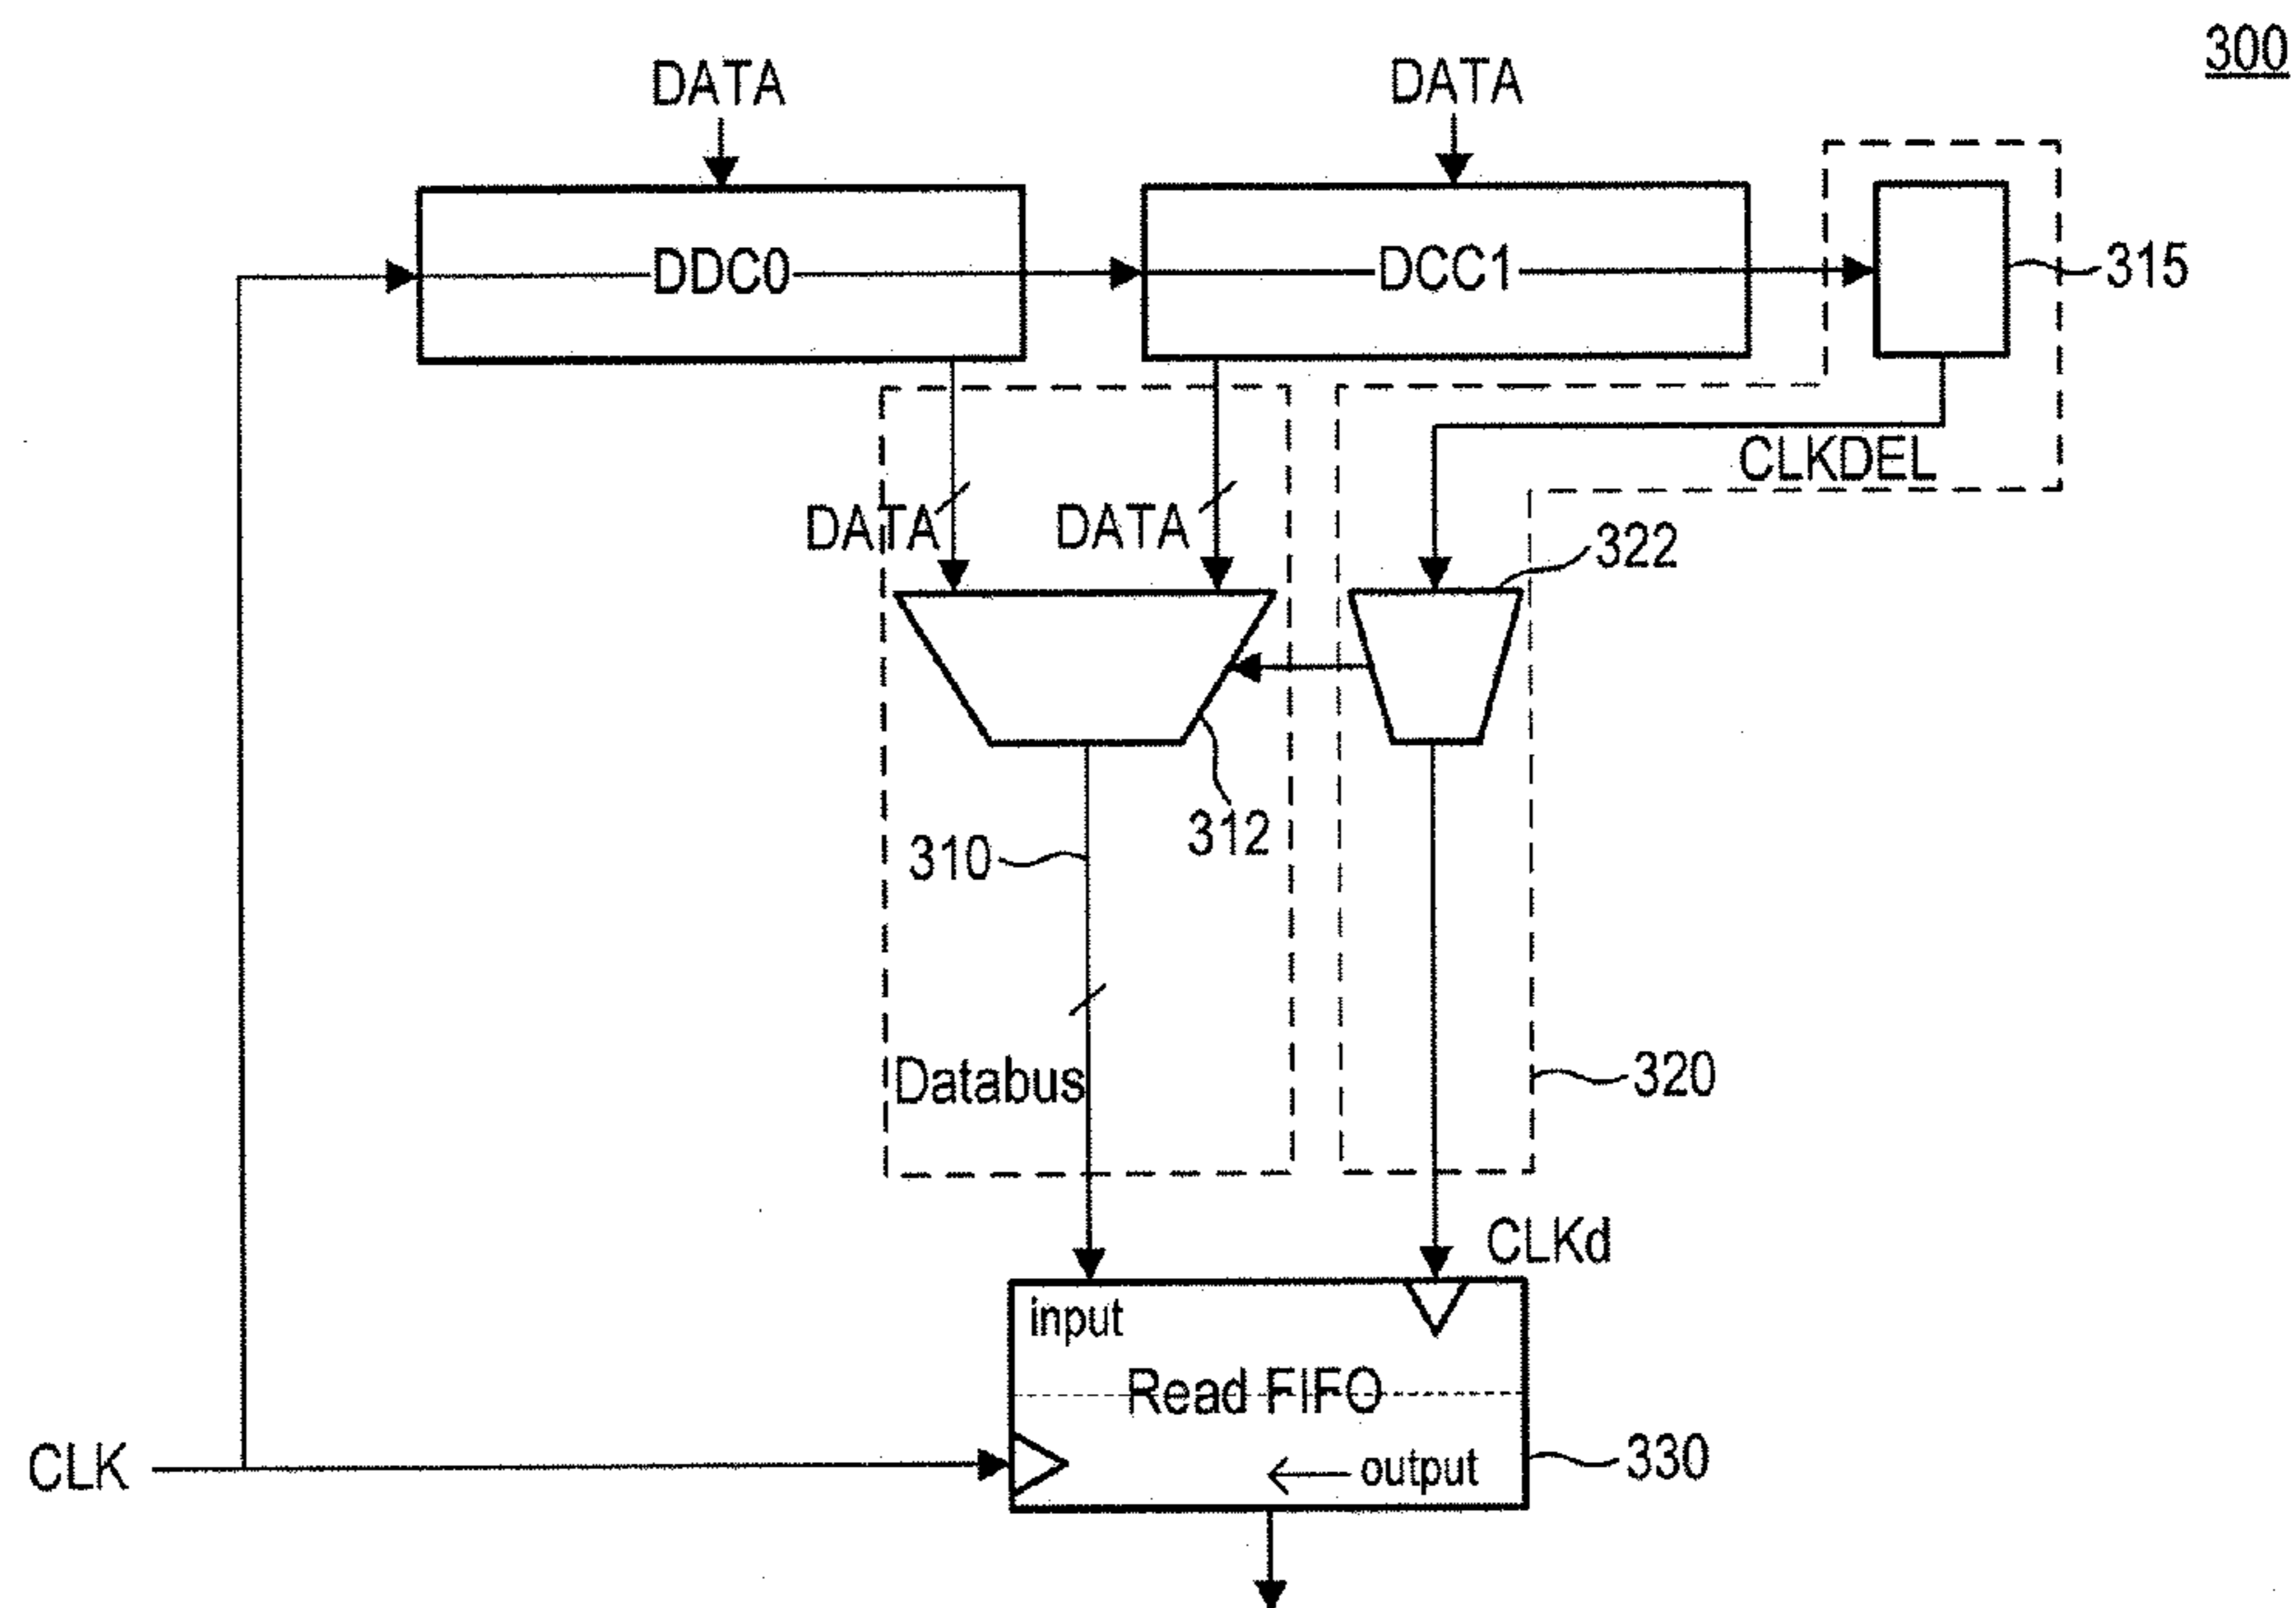 300
DATA
DATA
DDC0
DCC1
315
CLKDEL
DATA
DATA
322
312
310
Databus
320
CLKd
input
Read FIFO
CLK
output
330